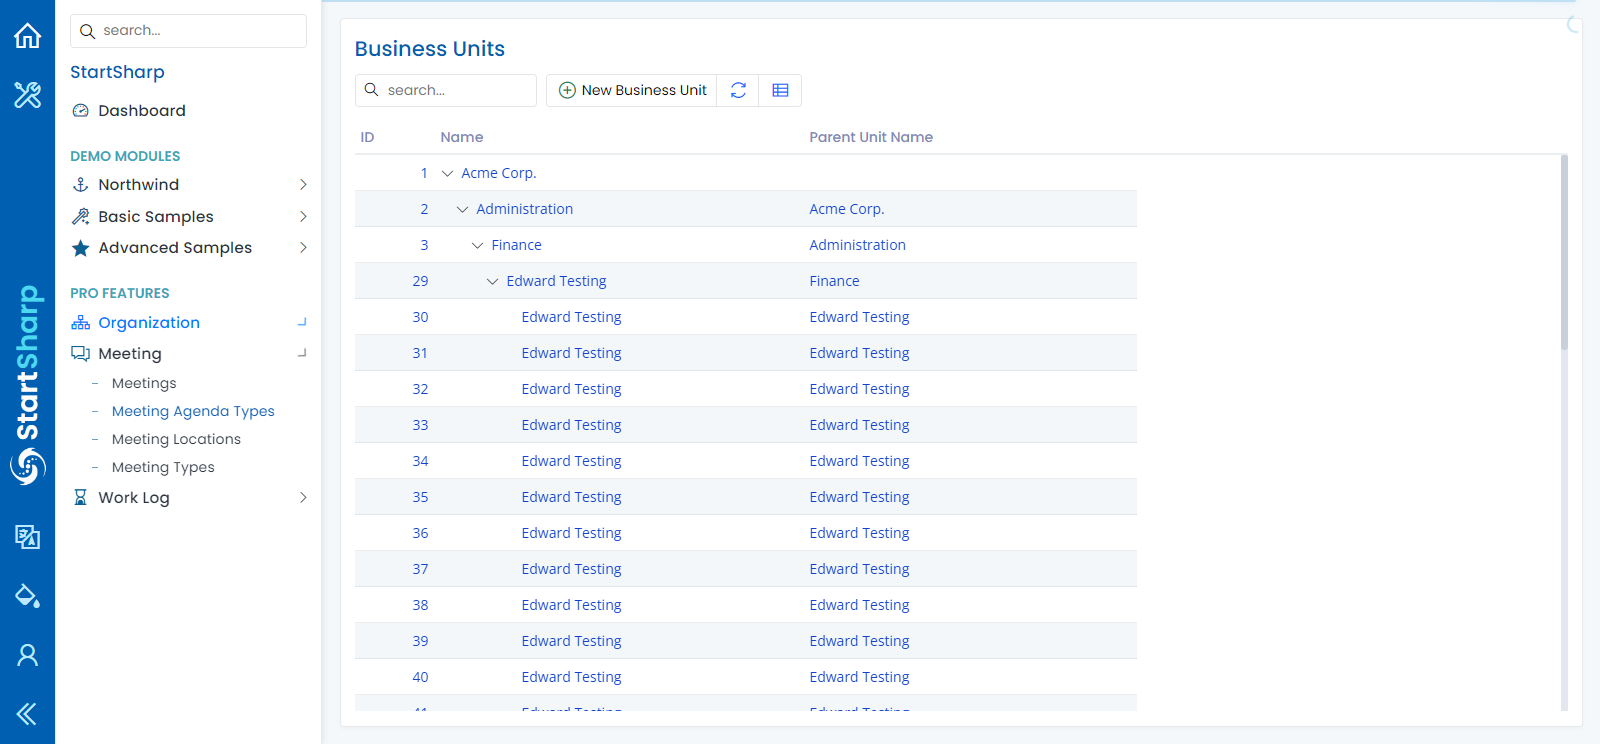 search...
StartSharp
Dashboard
DEMO MODULES
Northwind
Basic Samples
Advanced Samples
PRO FEATURES
Organization
Meeting
– Meetings
– Meeting Agenda Types
– Meeting Locations
– Meeting Types
Work Log
StartSharp
Business Units
search...
New Business Unit
ID Name Parent Unit Name
1 Acme Corp.
2 Administration Acme Corp.
3 Finance Administration
29 Edward Testing Finance
30 Edward Testing Edward Testing
31 Edward Testing Edward Testing
32 Edward Testing Edward Testing
33 Edward Testing Edward Testing
34 Edward Testing Edward Testing
35 Edward Testing Edward Testing
36 Edward Testing Edward Testing
37 Edward Testing Edward Testing
38 Edward Testing Edward Testing
39 Edward Testing Edward Testing
40 Edward Testing Edward Testing
41 Edward Testing Edward Testing